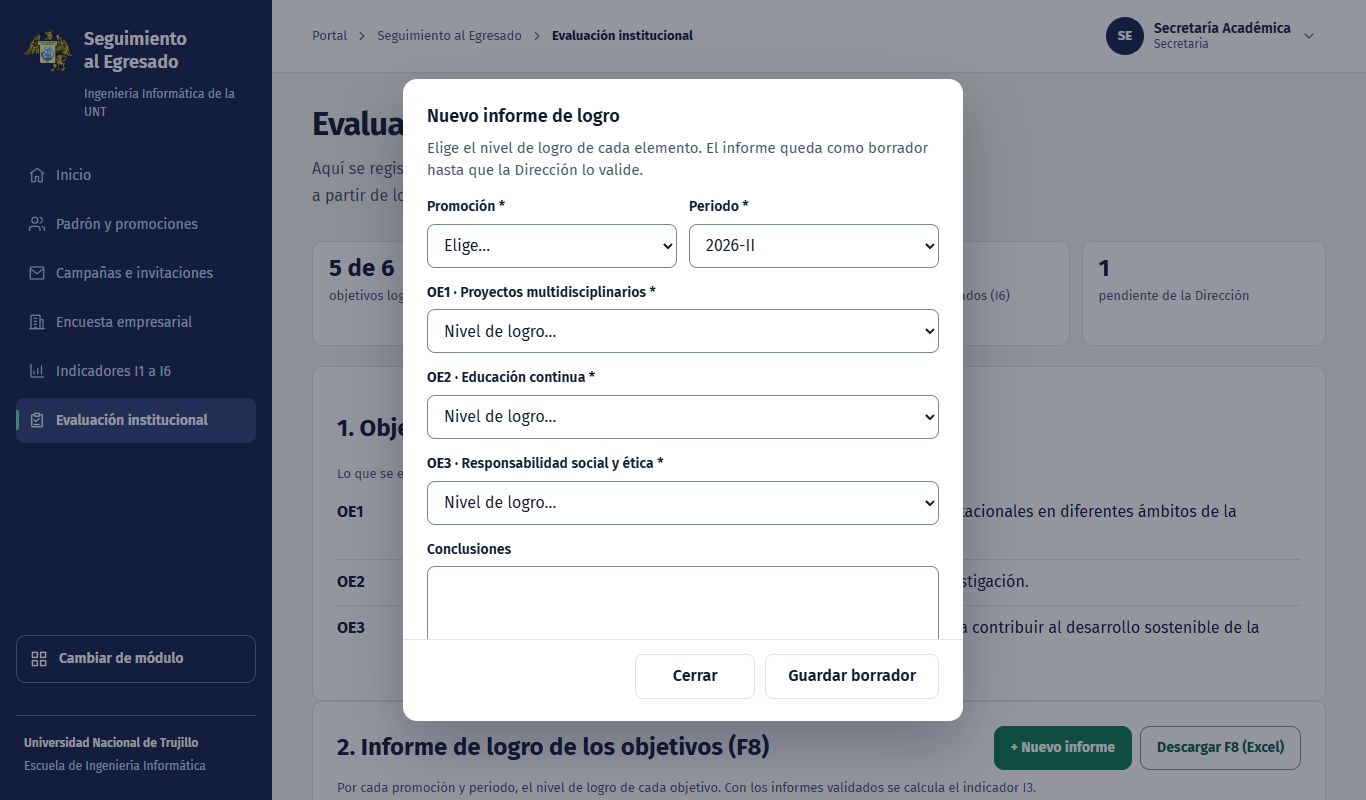 Seguimiento
al Egresado
Ingeniería Informática de la
UNT
Inicio
Padrón y promociones
Campañas e invitaciones
Encuesta empresarial
Indicadores I1 a I6
Evaluación institucional
Cambiar de módulo
Universidad Nacional de Trujillo
Escuela de Ingeniería Informática
Portal > Seguimiento al Egresado > Evaluación institucional
SE
Secretaría Académica
Secretaría
Aquí se
a partir de
5 de 6
objetivos
(I6)
1
pendiente de la Dirección
1.
Lo que se
OE1
acionales en diferentes ámbitos de la
OE2
OE3
contribuir al desarrollo sostenible de la
Nuevo informe de logro
Elige el nivel de logro de cada elemento. El informe queda como borrador
hasta que la Dirección lo valide.
Promoción * Periodo *
Elige... 2026-II
OE1 · Proyectos multidisciplinarios *
Nivel de logro...
OE2 · Educación continua *
Nivel de logro...
OE3 · Responsabilidad social y ética *
Nivel de logro...
Conclusiones
Cerrar Guardar borrador
2. Informe de logro de los objetivos (F8)
+ Nuevo informe Descargar F8 (Excel)
Por cada promoción y periodo, el nivel de logro de cada objetivo. Con los informes validados se calcula el indicador I3.